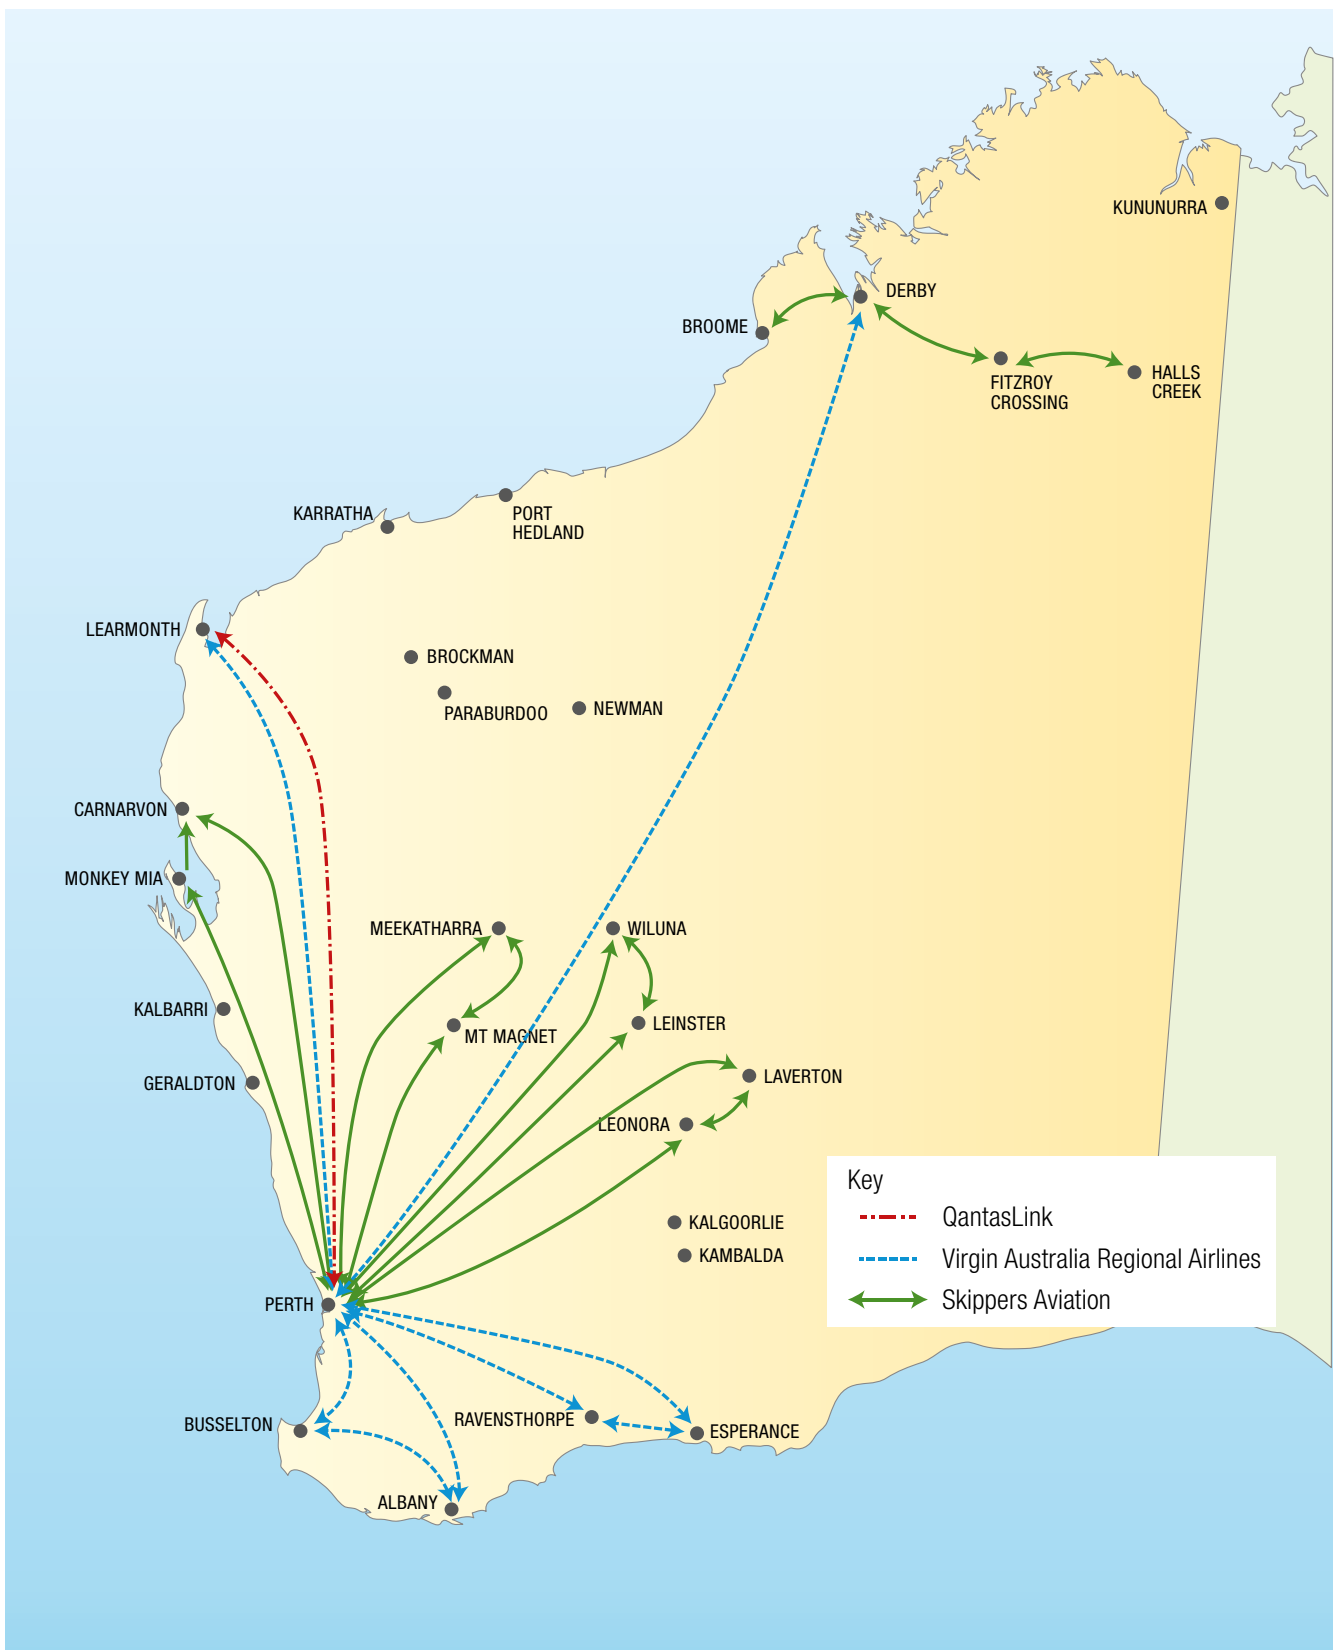 KUNUNURRA
DERBY
BROOME
HALLS
CREEK
FITZROY
CROSSING
KARRATHA
PORT
HEDLAND
LEARMONTH
BROCKMAN
PARABURDOO
NEWMAN
CARNARVON
MONKEY MIA
MEEKATHARRA
WILUNA
KALBARRI
LEINSTER
MT MAGNET
GERALDTON
LAVERTON
LEONORA
Key
KALGOORLIE
QantasLink
KAMBALDA
Virgin Australia Regional Airlines
Skippers Aviation
PERTH
BUSSELTON
RAVENSTHORPE
ESPERANCE
ALBANY